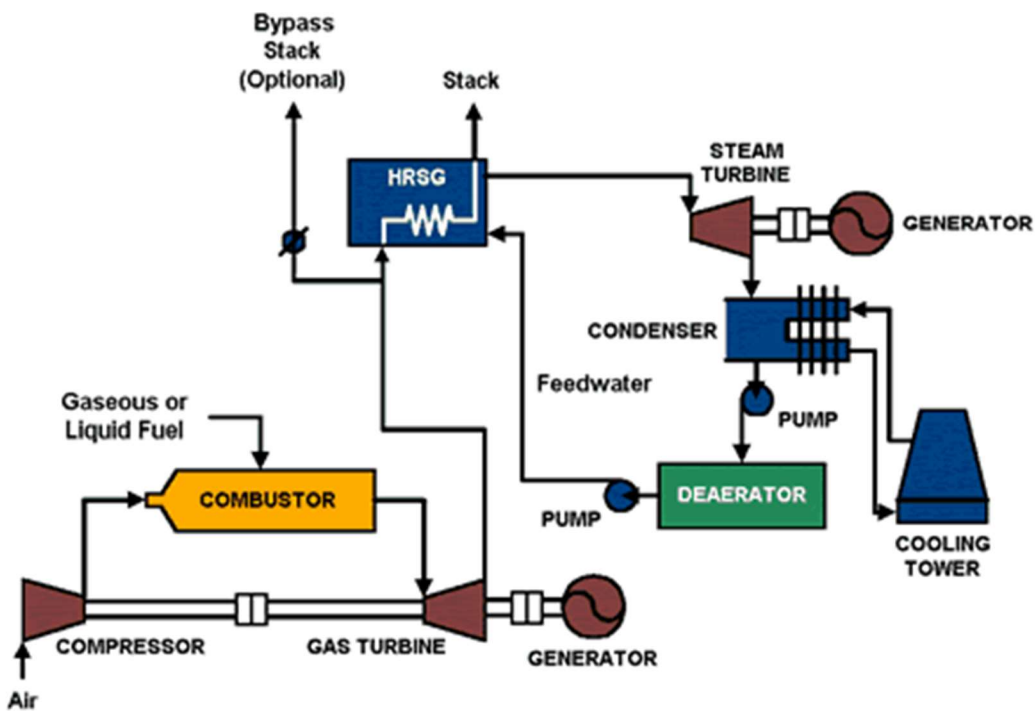 Bypass
Stack
(Optional)
Stack
HRSG
STEAM
TURBINE
GENERATOR
CONDENSER
Feedwater
PUMP
Gaseous or
Liquid Fuel
COMBUSTOR
DEAERATOR
PUMP
COOLING
TOWER
COMPRESSOR
GAS TURBINE
GENERATOR
Air